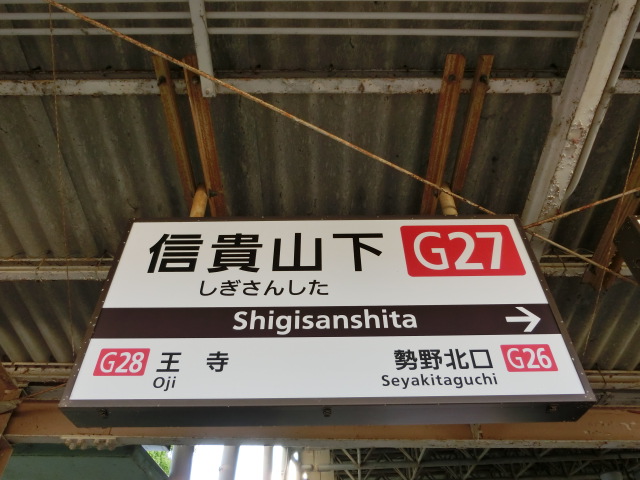 信貴山下 G27
しぎさんした
Shigisanshita →
G28 王寺 勢野北口 G26
Oji Seyakitaguchi